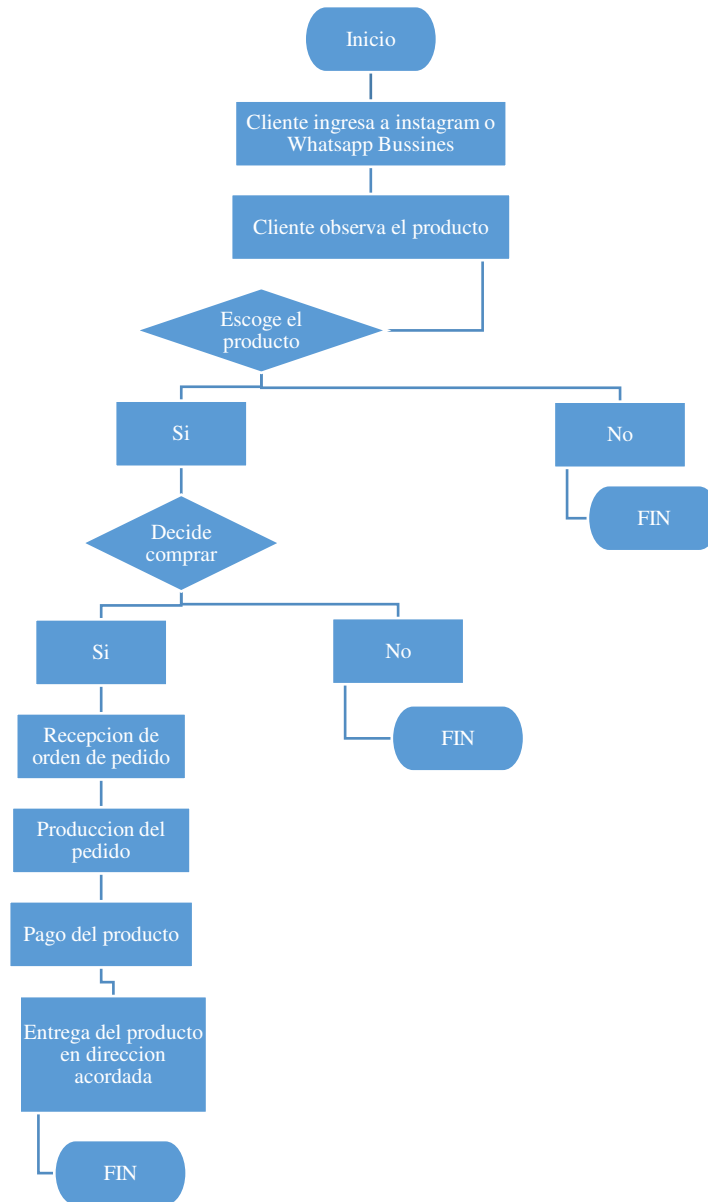 Inicio
Cliente ingresa a instagram o
Whatsapp Bussines
Cliente observa el producto
Escoge el
producto
Si
No
FIN
Decide
comprar
Si
No
FIN
Recepcion de
orden de pedido
Produccion del
pedido
Pago del producto
Entrega del producto
en direccion
acordada
FIN